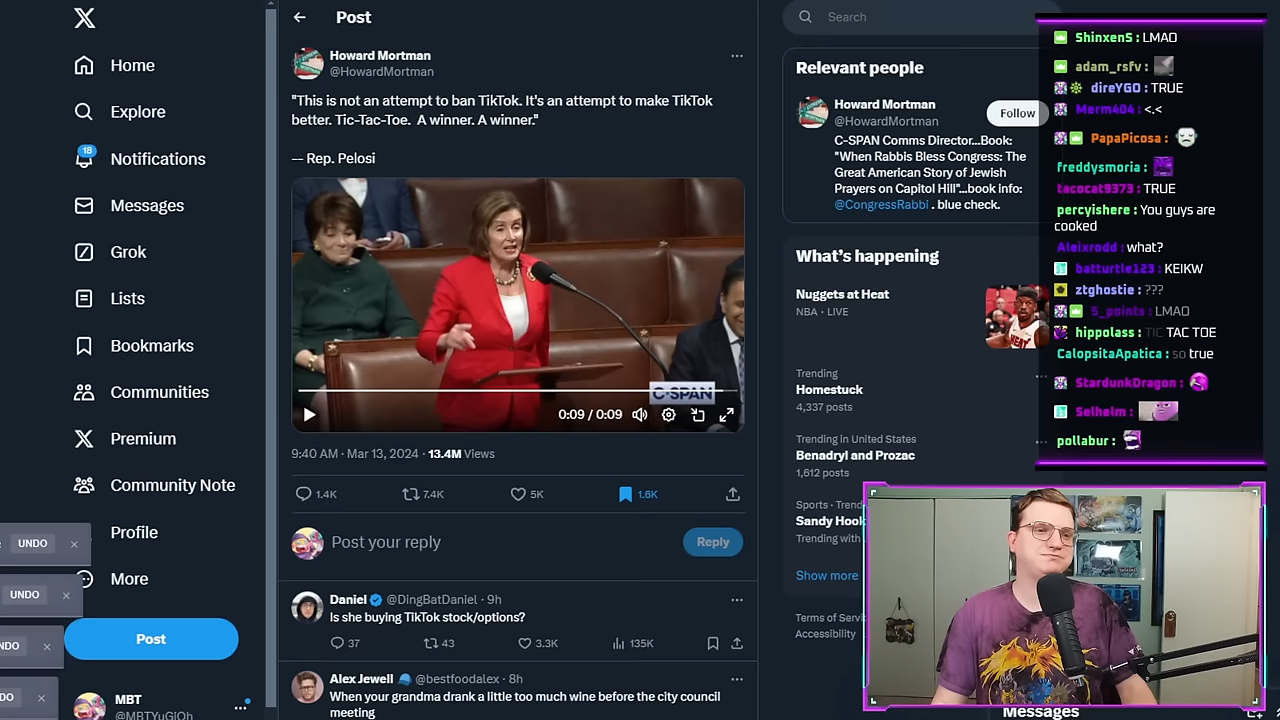 Home
Explore
18
Notifications
Messages
Grok
Lists
Bookmarks
Communities
Premium
Community Note
Profile
More
UNDO
UNDO
Post
MBT
@MBTYuGiOh
Post
Howard Mortman
@HowardMortman
"This is not an attempt to ban TikTok. It's an attempt to make TikTok
better. Tic-Tac-Toe. A winner. A winner."
-- Rep. Pelosi
C-SPAN
0:09 / 0:09
9:40 AM · Mar 13, 2024 · 13.4M Views
1.4K
7.4K
5K
1.6K
Post your reply
Reply
Daniel @DingBatDaniel · 9h
Is she buying TikTok stock/options?
37
43
3.3K
135K
Alex Jewell @bestfoodalex · 8h
When your grandma drank a little too much wine before the city council
meeting
Search
Relevant people
Howard Mortman
@HowardMortman
Follow
C-SPAN Comms Director...Book:
"When Rabbis Bless Congress: The
Great American Story of Jewish
Prayers on Capitol Hill"...book info:
@CongressRabbi . blue check.
What's happening
Nuggets at Heat
NBA · LIVE
HEAT
Trending
Homestuck
4,337 posts
Trending in United States
Benadryl and Prozac
1,612 posts
Sports · Trend
Sandy Hook
Trending with
Show more
Terms of Servi
Accessibility
Messages
ShinxenS : LMAO
adam_rsfv :
direYGO : TRUE
Merm404 : <.<
PapaPicosa :
freddysmoria :
tacocat9373 : TRUE
percyishere : You guys are
cooked
Aleixrodd : what?
batturtle123 : KEIKW
ztghostie : ???
5_points : LMAO
hippolass : TIC TAC TOE
CalopsitaApatica : so true
StardunkDragon :
Selhelm :
pollabur :